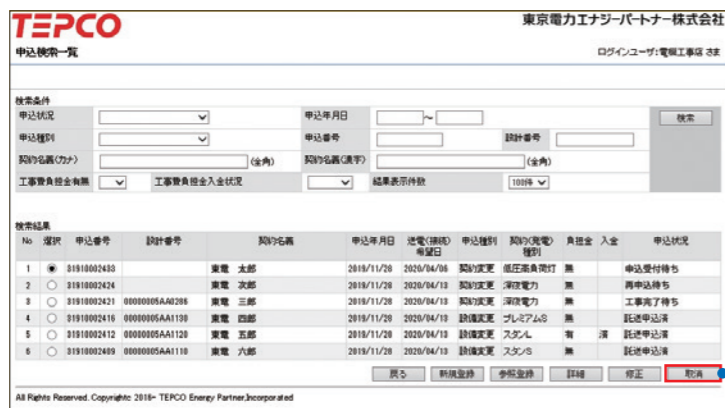 TEPCO
東京電力エナジーパートナー株式会社
申込検索一覧
ログインユーザ:電気工事店 さま
検索条件
申込状況 申込年月日 ~ 検索
申込種別 申込番号 設計番号
契約名義(カナ) (全角) 契約名義(漢字) (全角)
工事費負担金有無 工事費負担金入金状況 結果表示件数 100件
検索結果
No 選択 申込番号 設計番号 契約名義 申込年月日 送電(接続)希望日 申込種別 契約(発電)種別 負担金 入金 申込状況
1 31910002433 東電 太郎 2019/11/28 2020/04/06 契約変更 低圧高負荷灯 無 申込受付待ち
2 31910002424 東電 次郎 2019/11/28 2020/04/13 契約変更 深夜電力 無 再申込待ち
3 31910002421 00000005AA0286 東電 三郎 2019/11/28 2020/04/13 契約変更 深夜電力 無 工事完了待ち
4 31910002416 00000005AA1130 東電 四郎 2019/11/28 2020/04/13 設備変更 プレミアムS 無 託送申込済
5 31910002412 00000005AA1120 東電 五郎 2019/11/28 2020/04/13 設備変更 スタンL 有 済 託送申込済
6 31910002409 00000005AA1110 東電 六郎 2019/11/28 2020/04/13 設備変更 スタンS 無 託送申込済
戻る 新規登録 参照登録 詳細 修正 取消
All Rights Reserved. Copyrightc 2016- TEPCO Energy Partner,Incorporated